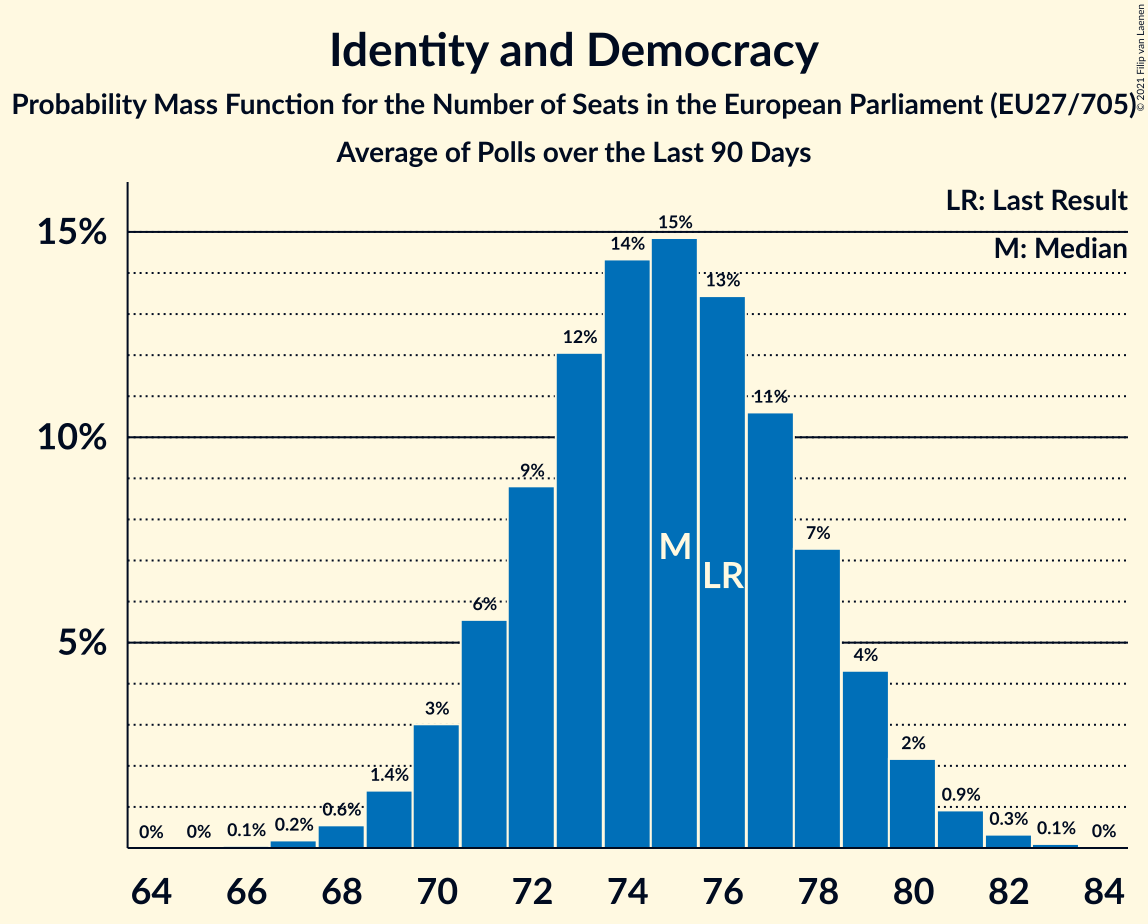 Identity and Democracy
Probability Mass Function for the Number of Seats in the European Parliament (EU27/705)
Average of Polls over the Last 90 Days
© 2021 Filip van Laenen
LR: Last Result
M: Median
15%
10%
5%
0%
0%
0.1%
0.2%
0.6%
1.4%
3%
6%
9%
12%
14%
15%
13%
11%
7%
4%
2%
0.9%
0.3%
0.1%
0%
M
LR
64 66 68 70 72 74 76 78 80 82 84